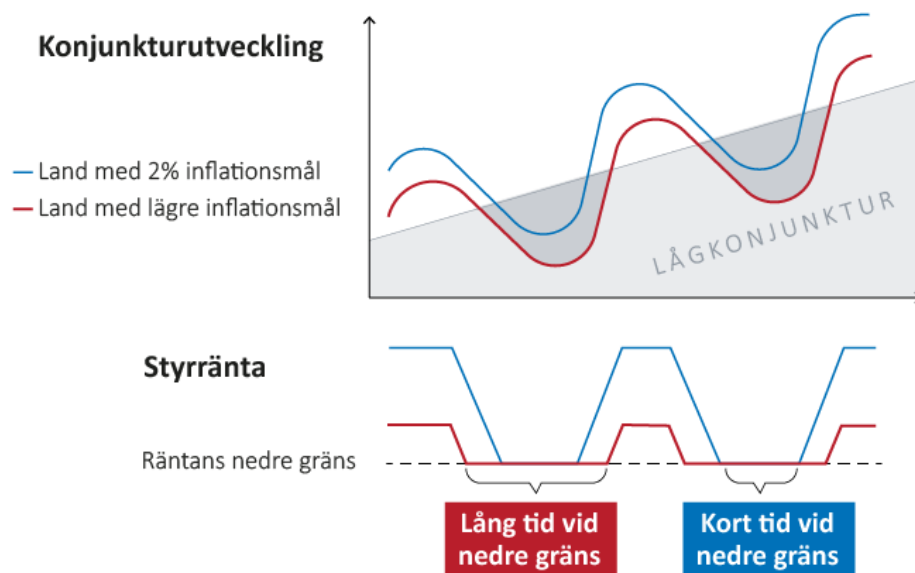 Konjunkturutveckling
Land med 2% inflationsmål
Land med lägre inflationsmål
LÅGKONJUNKTUR
Styrränta
Räntans nedre gräns
Lång tid vid
nedre gräns
Kort tid vid
nedre gräns